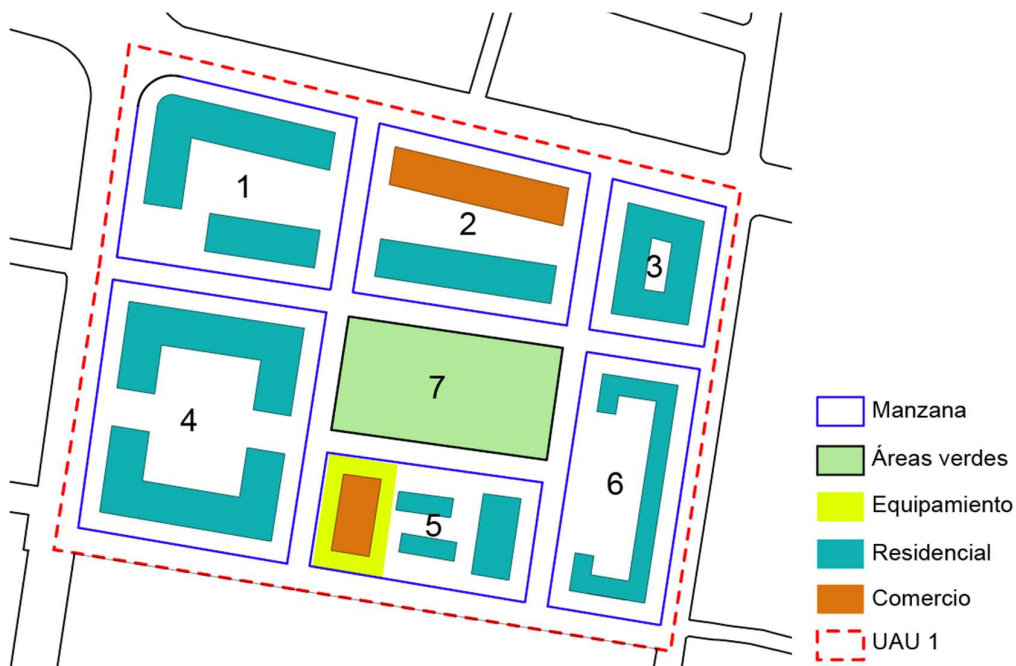 1
2
3
4
7
5
6
Manzana
Áreas verdes
Equipamiento
Residencial
Comercio
UAU 1